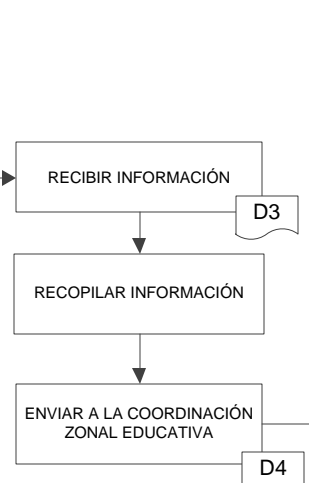 RECIBIR INFORMACIÓN
D3
RECOPILAR INFORMACIÓN
ENVIAR A LA COORDINACIÓN
ZONAL EDUCATIVA
D4